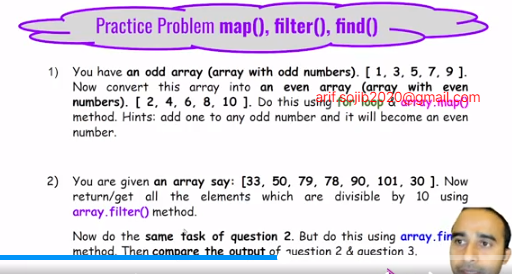 Practice Problem map(), filter(), find()
1) You have an odd array (array with odd numbers). [ 1, 3, 5, 7, 9 ].
Now convert this array into an even array (array with even
numbers). [ 2, 4, 6, 8, 10 ]. Do this using for loop & array.map()
arif.sojib2020@gmail.com
method. Hints: add one to any odd number and it will become an even
number.
2) You are given an array say: [33, 50, 79, 78, 90, 101, 30 ]. Now
return/get all the elements which are divisible by 10 using
array.filter() method.
Now do the same task of question 2. But do this using array.fin
method. Then compare the output of question 2 & question 3.